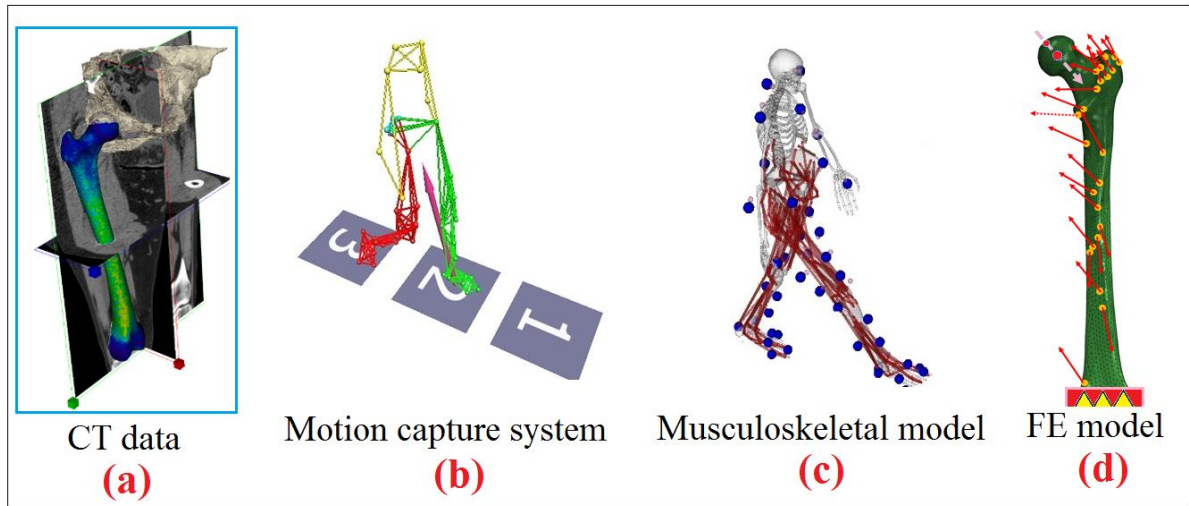 3
2
1
CT data
Motion capture system
Musculoskeletal model
FE model
(a)
(b)
(c)
(d)